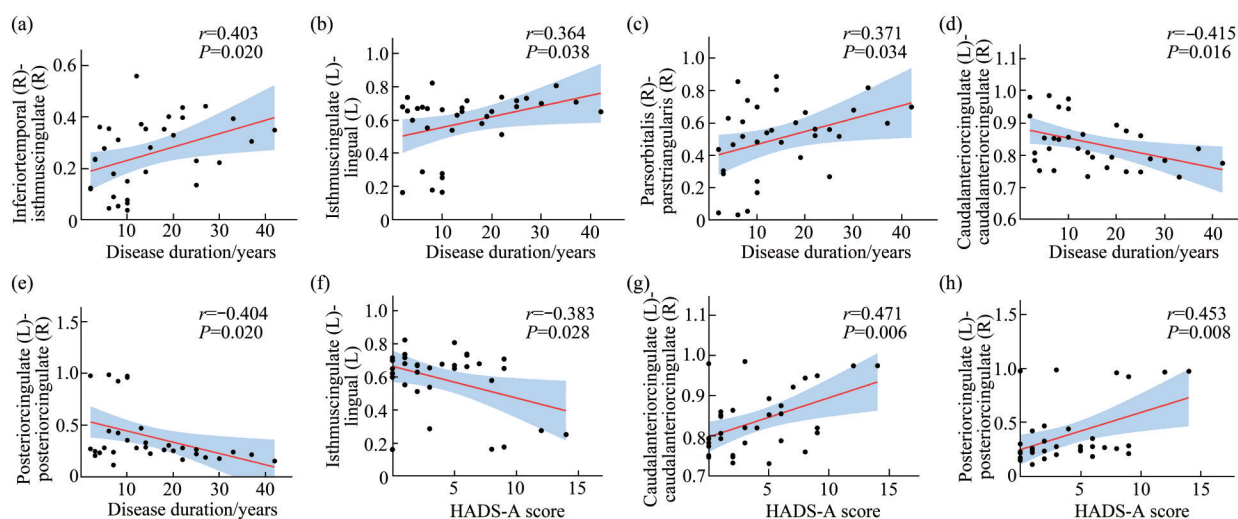 (a)
r=0.403
P=0.020
Inferiortemporal (R)-
isthmuscingulate (R)
0.6
0.4
0.2
0
10 20 30 40
Disease duration/years
(b)
r=0.364
P=0.038
Isthmuscingulate (L)-
lingual (L)
1.0
0.8
0.6
0.4
0.2
0
10 20 30 40
Disease duration/years
(c)
r=0.371
P=0.034
Parsorbitalis (R)-
parstriangularis (R)
1.0
0.8
0.6
0.4
0.2
0
10 20 30 40
Disease duration/years
(d)
r=−0.415
P=0.016
Caudalanteriorcingulate (L)-
caudalanteriorcingulate (R)
1.1
1.0
0.9
0.8
0.7
0.6
10 20 30 40
Disease duration/years
(e)
r=−0.404
P=0.020
Posteriorcingulate (L)-
posteriorcingulate (R)
1.5
1.0
0.5
0
10 20 30 40
Disease duration/years
(f)
r=−0.383
P=0.028
Isthmuscingulate (L)-
lingual (L)
1.0
0.8
0.6
0.4
0.2
0
5 10 15
HADS-A score
(g)
r=0.471
P=0.006
Caudalanteriorcingulate (L)-
caudalanteriorcingulate (R)
1.1
1.0
0.9
0.8
0.7
5 10 15
HADS-A score
(h)
r=0.453
P=0.008
Posteriorcingulate (L)-
posteriorcingulate (R)
1.5
1.0
0.5
0
5 10 15
HADS-A score